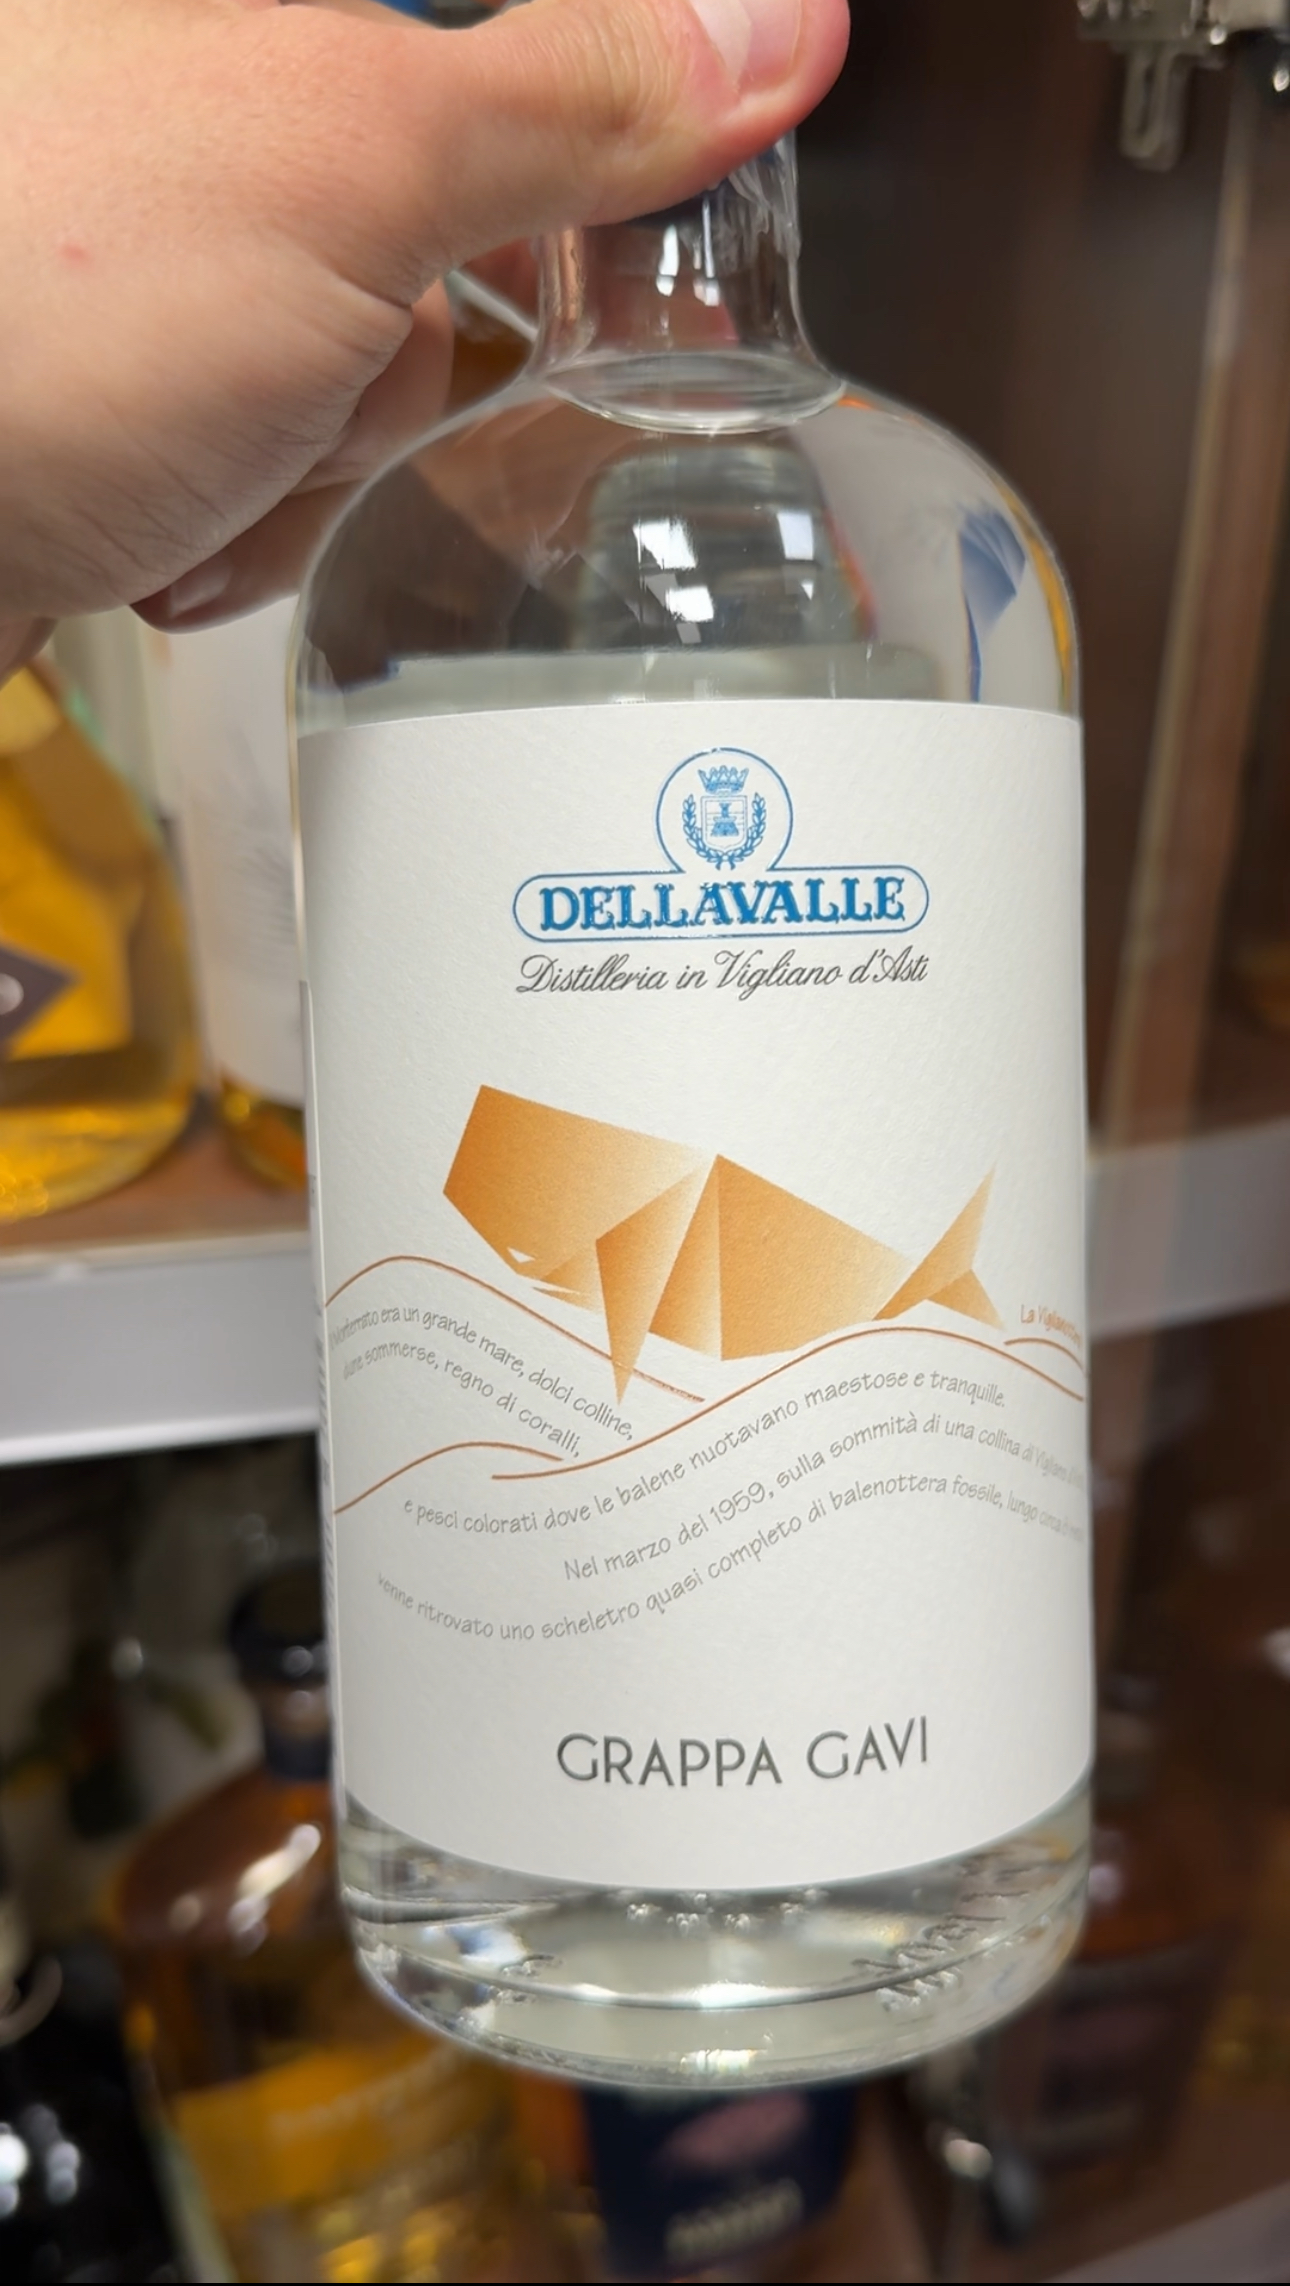 DELLAVALLE
Distilleria in Vigliano d'Asti
La
Monferrato era un grande mare, dolci colline,
dune sommerse, regno di coralli,
e pesci colorati dove le balene nuotavano maestose e tranquille.
Nel marzo del 1959, sulla sommità di una collina di Vigliano
venne ritrovato uno scheletro quasi completo di balenottera fossile, lungo circa
GRAPPA GAVI